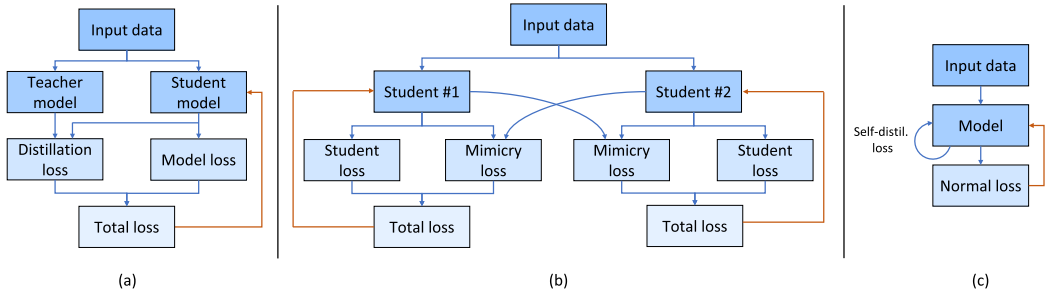 Input data
Teacher
model
Student
model
Distillation
loss
Model loss
Total loss
(a)
Input data
Student #1
Student #2
Student
loss
Mimicry
loss
Mimicry
loss
Student
loss
Total loss
Total loss
(b)
Input data
Self-distil.
loss
Model
Normal loss
(c)